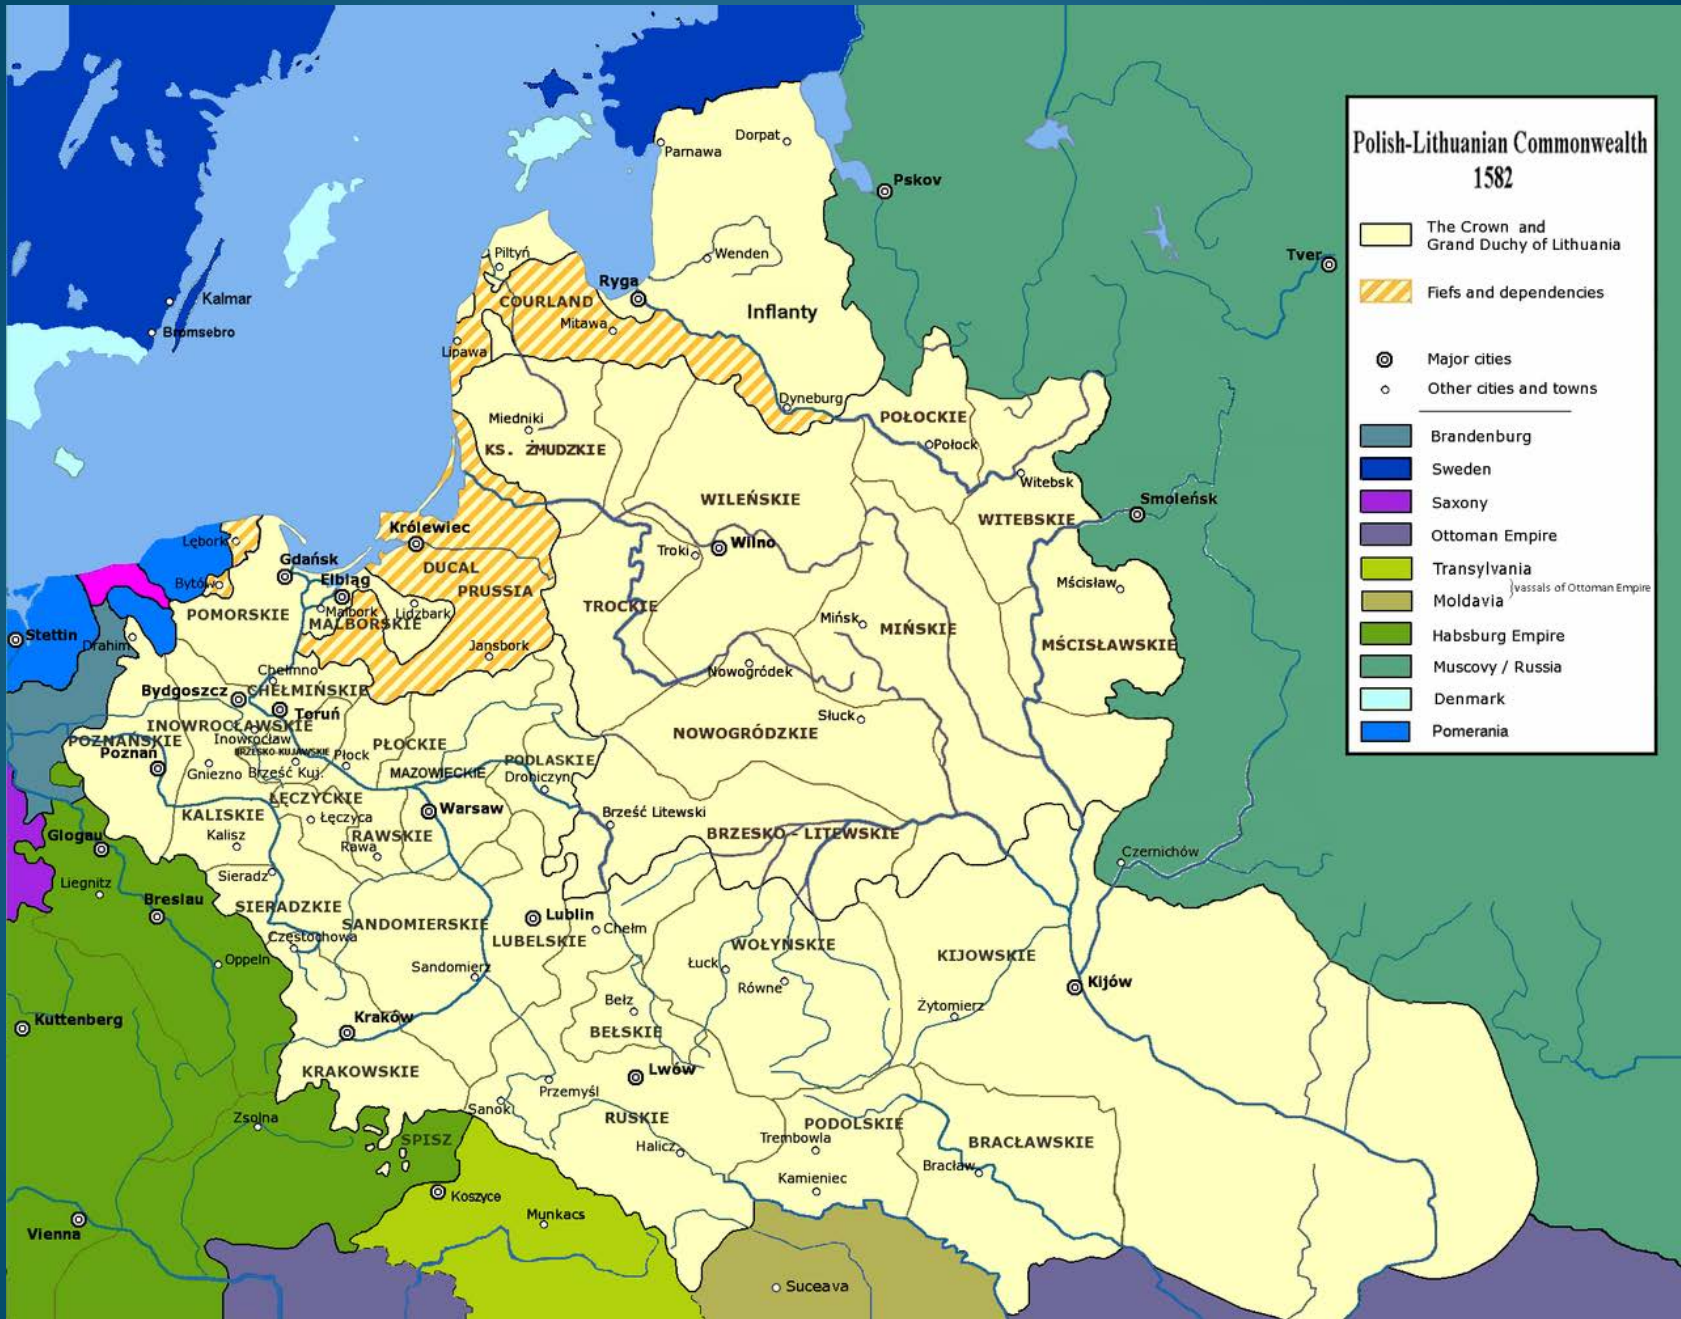 Polish-Lithuanian Commonwealth
1582
The Crown and
Grand Duchy of Lithuania
Fiefs and dependencies
Major cities
Other cities and towns
Brandenburg
Sweden
Saxony
Ottoman Empire
Transylvania
Moldavia
}vassals of Ottoman Empire
Habsburg Empire
Muscovy / Russia
Denmark
Pomerania
Dorpat
Parnawa
Pskov
Wenden
Piltyń
Tver
Ryga
COURLAND
Kalmar
Inflanty
Mitawa
Bromsebro
Lipawa
Dyneburg
Miedniki
POŁOCKIE
Połock
KS. ŻMUDZKIE
Witebsk
WILEŃSKIE
Smoleńsk
WITEBSKIE
Królewiec
Lębork
Wilno
Troki
Gdańsk
DUCAL
PRUSSIA
Elbląg
Bytów
Mścisław
POMORSKIE
Malbork
Lidzbark
MALBORSKIE
TROCKIE
Mińsk
MIŃSKIE
Stettin
Drahim
Jansbork
MŚCISŁAWSKIE
Chełmno
Nowogródek
Bydgoszcz
CHEŁMIŃSKIE
Toruń
Słuck
INOWROCŁAWSKIE
NOWOGRÓDZKIE
POZNAŃSKIE
Inowrocław
BRZESKO-KUJAWSKIE
PŁOCKIE
Poznań
Płock
PODLASKIE
Gniezno
Brześć Kuj.
MAZOWIECKIE
Drohiczyn
ŁĘCZYCKIE
Warsaw
KALISKIE
Łęczyca
Brześć Litewski
Glogau
Kalisz
RAWSKIE
Rawa
BRZESKO - LITEWSKIE
Czernichów
Sieradz
Liegnitz
Breslau
SIERADZKIE
Lublin
SANDOMIERSKIE
Chełm
LUBELSKIE
Częstochowa
WOŁYŃSKIE
KIJOWSKIE
Oppeln
Sandomierz
Łuck
Równe
Kijów
Bełz
Żytomierz
Kuttenberg
Kraków
BEŁSKIE
KRAKOWSKIE
Lwów
Przemyśl
Sanok
Zsolna
RUSKIE
PODOLSKIE
SPISZ
Trembowla
BRACŁAWSKIE
Halicz
Bracław
Kamieniec
Koszyce
Munkacs
Vienna
Suceava